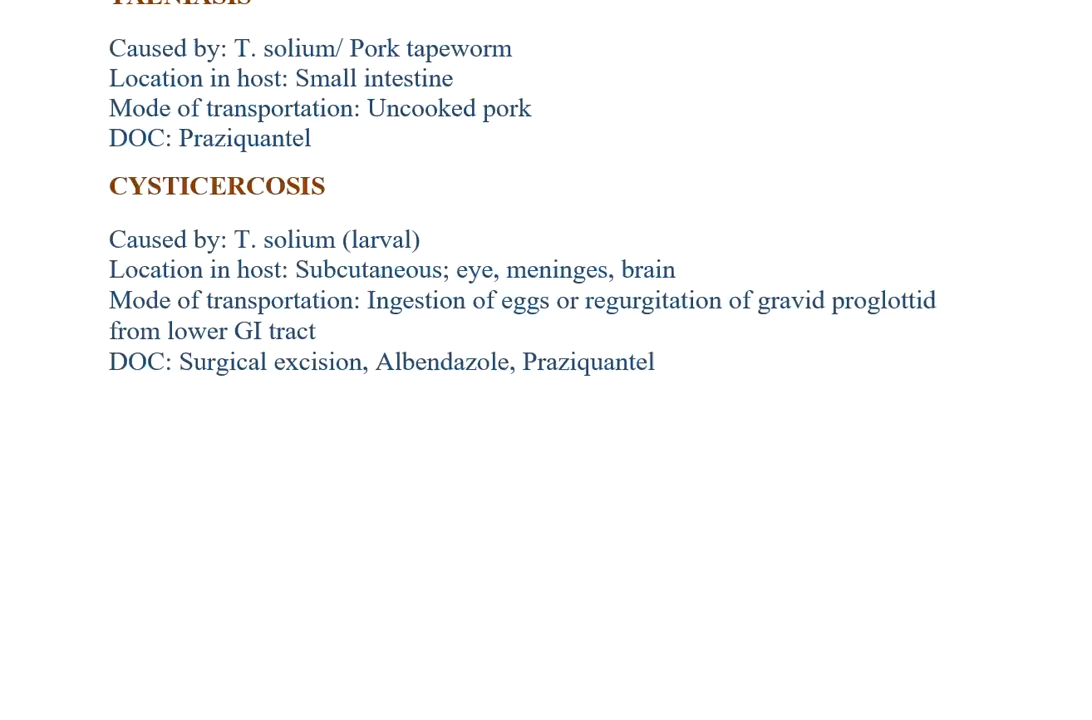 TAENIASIS
Caused by: T. solium/ Pork tapeworm
Location in host: Small intestine
Mode of transportation: Uncooked pork
DOC: Praziquantel
CYSTICERCOSIS
Caused by: T. solium (larval)
Location in host: Subcutaneous; eye, meninges, brain
Mode of transportation: Ingestion of eggs or regurgitation of gravid proglottid
from lower GI tract
DOC: Surgical excision, Albendazole, Praziquantel